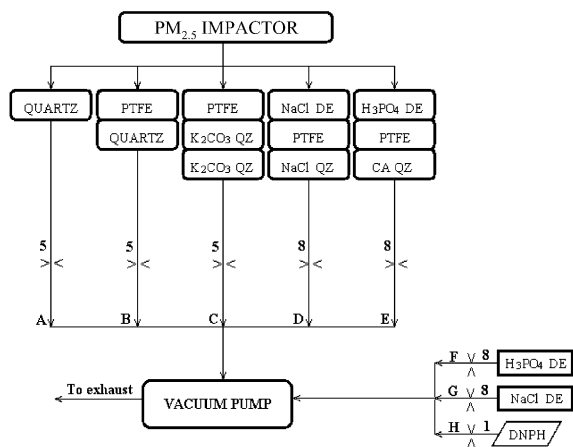 PM2.5 IMPACTOR
QUARTZ PTFE PTFE NaCl DE H3PO4 DE
QUARTZ K2CO3 QZ PTFE PTFE
K2CO3 QZ NaCl QZ CA QZ
5 5 5 8 8
> < > < > < > < > <
A B C D E
F 8 H3PO4 DE
To exhaust VACUUM PUMP G 8 NaCl DE
H 1 DNPH